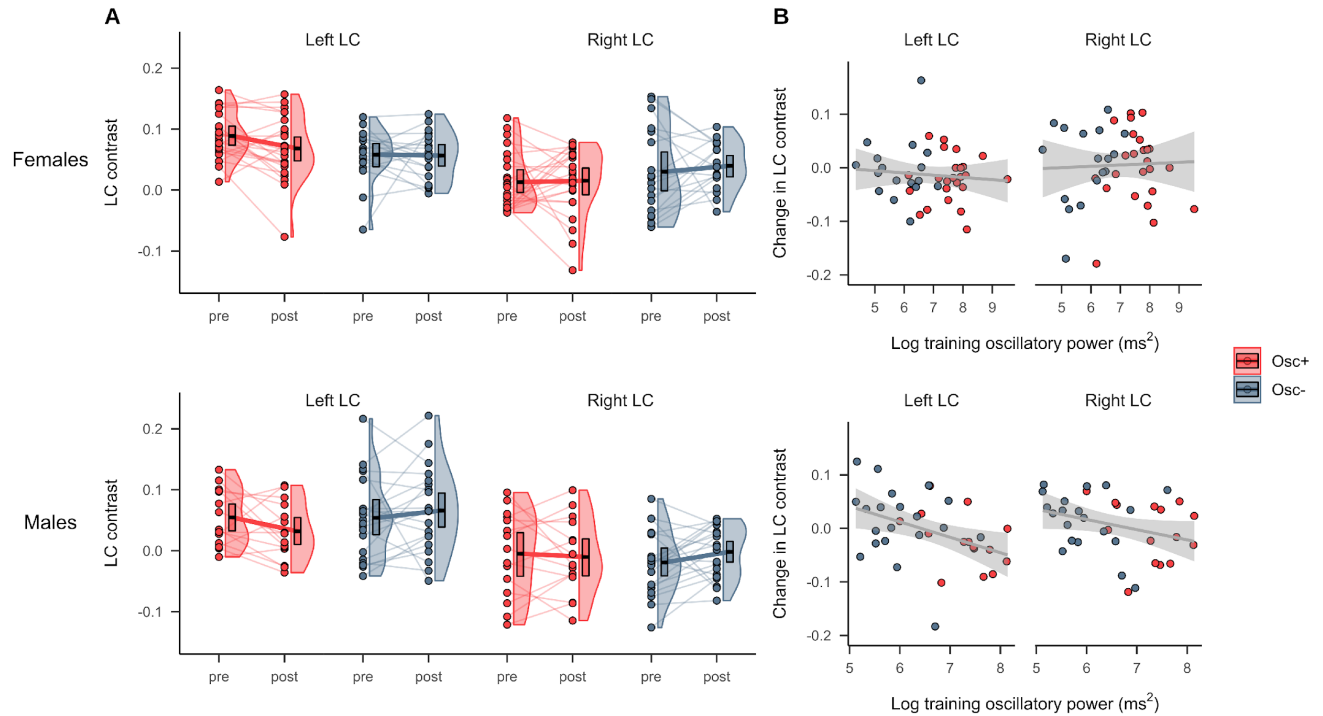 A
B
Left LC
Right LC
Left LC
Right LC
Females
LC contrast
0.2
0.1
0.0
-0.1
pre
post
pre
post
pre
post
pre
post
Change in LC contrast
0.1
0.0
-0.1
-0.2
5
6
7
8
9
5
6
7
8
9
Log training oscillatory power (ms²)
Osc+
Osc-
Left LC
Right LC
Left LC
Right LC
Males
LC contrast
0.2
0.1
0.0
-0.1
pre
post
pre
post
pre
post
pre
post
Change in LC contrast
0.1
0.0
-0.1
-0.2
5
6
7
8
5
6
7
8
Log training oscillatory power (ms²)